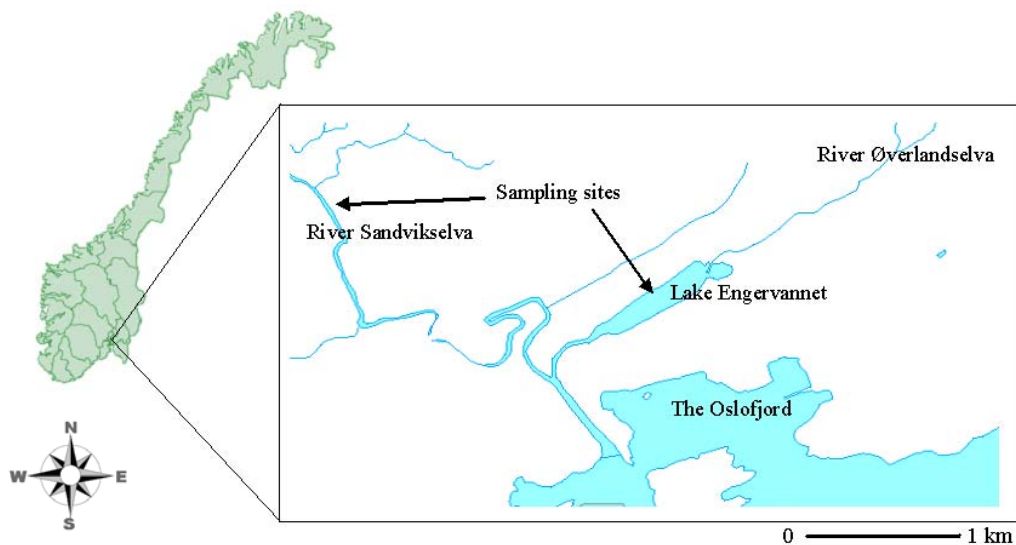 River Øverlandselva
Sampling sites
River Sandvikselva
Lake Engervannet
The Oslofjord
N
W E
S
0 1 km